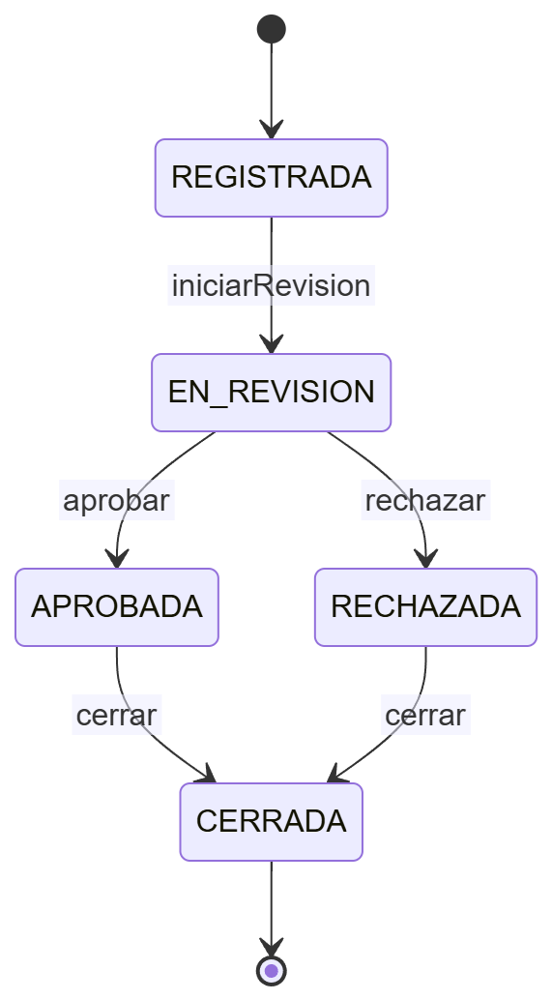 REGISTRADA
iniciarRevision
EN_REVISION
aprobar
rechazar
APROBADA
RECHAZADA
cerrar
cerrar
CERRADA